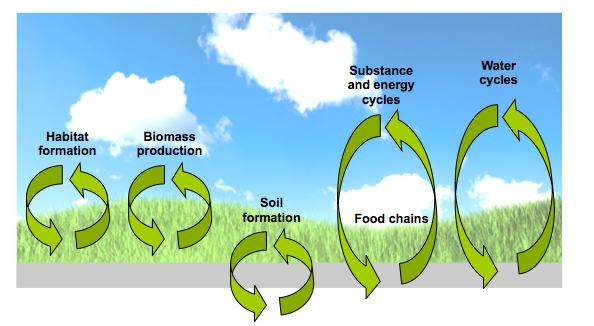 Habitat
formation
Biomass
production
Soil
formation
Substance
and energy
cycles
Food chains
Water
cycles